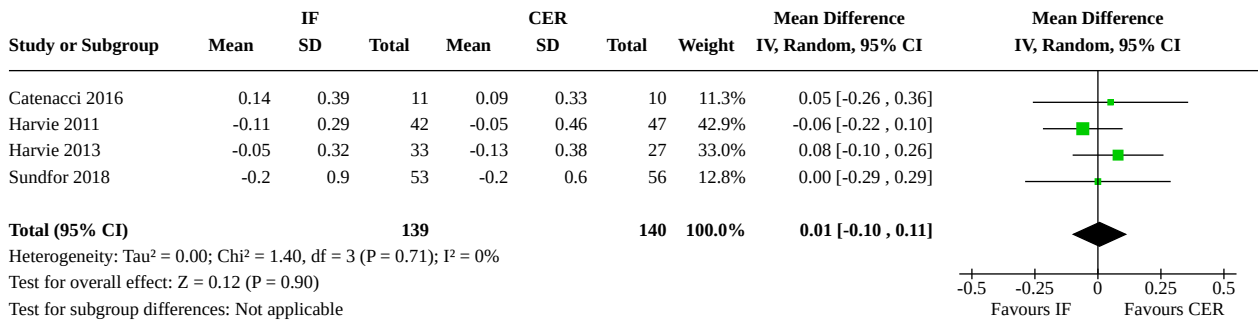 IF CER Mean Difference Mean Difference
Study or Subgroup Mean SD Total Mean SD Total Weight IV, Random, 95% CI IV, Random, 95% CI
Catenacci 2016 0.14 0.39 11 0.09 0.33 10 11.3% 0.05 [-0.26 , 0.36]
Harvie 2011 -0.11 0.29 42 -0.05 0.46 47 42.9% -0.06 [-0.22 , 0.10]
Harvie 2013 -0.05 0.32 33 -0.13 0.38 27 33.0% 0.08 [-0.10 , 0.26]
Sundfor 2018 -0.2 0.9 53 -0.2 0.6 56 12.8% 0.00 [-0.29 , 0.29]
Total (95% CI) 139 140 100.0% 0.01 [-0.10 , 0.11]
Heterogeneity: Tau² = 0.00; Chi² = 1.40, df = 3 (P = 0.71); I² = 0%
Test for overall effect: Z = 0.12 (P = 0.90)
Test for subgroup differences: Not applicable
-0.5 -0.25 0 0.25 0.5
Favours IF Favours CER